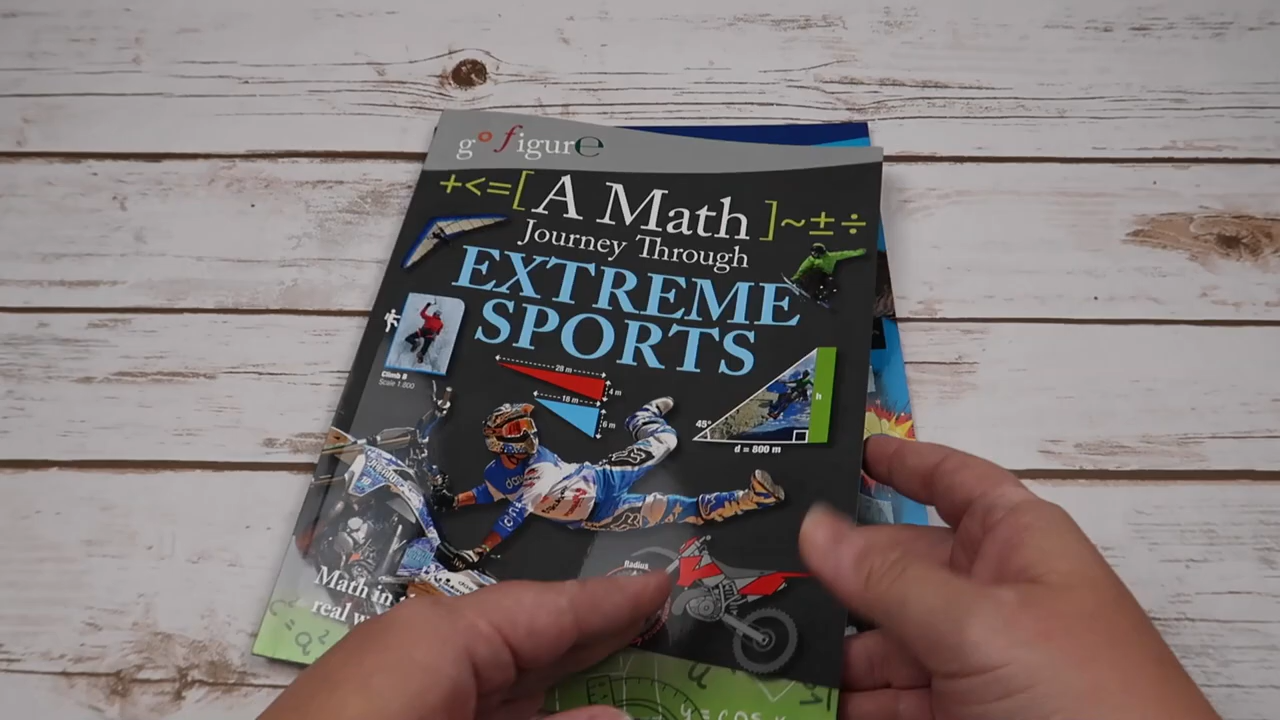 go figure
+<=[ A Math ]~±÷
Journey Through
EXTREME
SPORTS
Climb 8
Scale 1:800
28 m
4 m
18 m
6 m
45°
h
d = 800 m
Radius
Math in
real